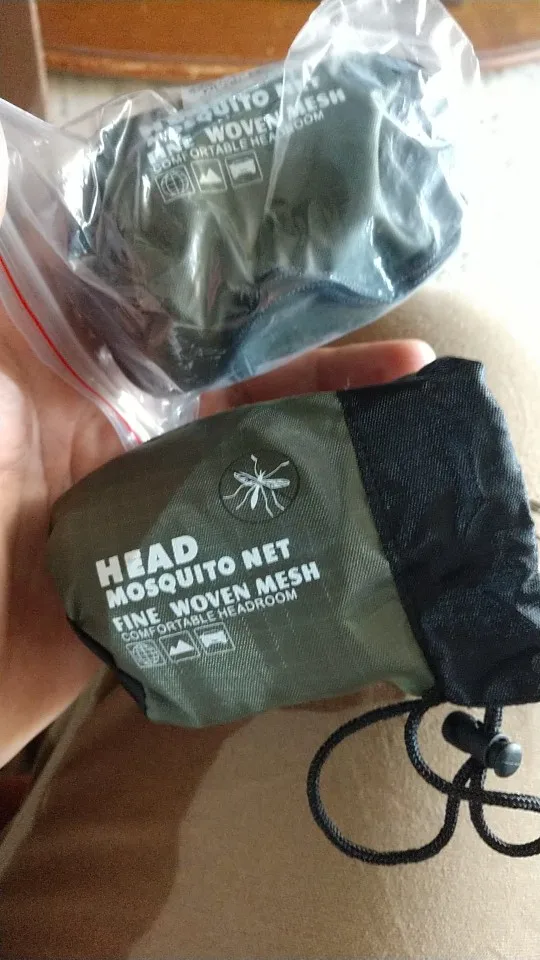 MOSQUITO NET
FINE WOVEN MESH
COMFORTABLE HEADROOM
HEAD
MOSQUITO NET
FINE WOVEN MESH
COMFORTABLE HEADROOM